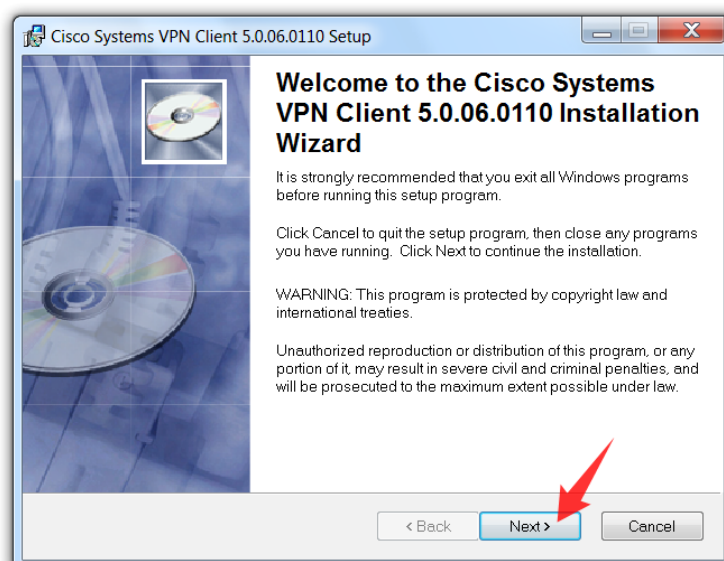 Cisco Systems VPN Client 5.0.06.0110 Setup
X
Welcome to the Cisco Systems
VPN Client 5.0.06.0110 Installation
Wizard
It is strongly recommended that you exit all Windows programs
before running this setup program.
Click Cancel to quit the setup program, then close any programs
you have running. Click Next to continue the installation.
WARNING: This program is protected by copyright law and
international treaties.
Unauthorized reproduction or distribution of this program, or any
portion of it, may result in severe civil and criminal penalties, and
will be prosecuted to the maximum extent possible under law.
< Back Next > Cancel